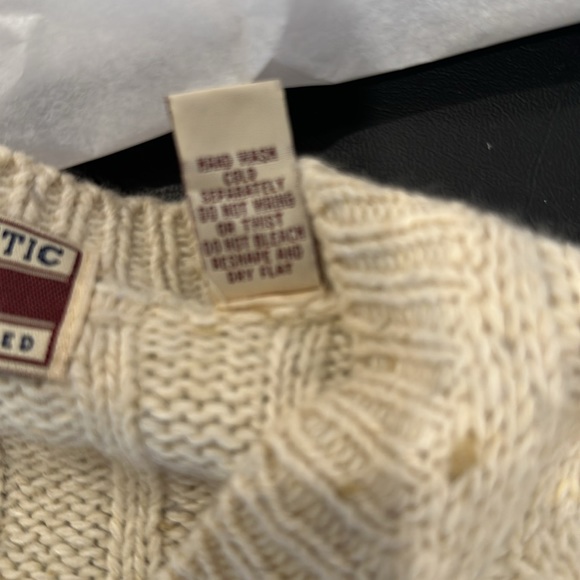 TIC
ED
HAND WASH
COLD
SEPARATELY
DO NOT WRING
OR TWIST
DO NOT BLEACH
RESHAPE AND
DRY FLAT